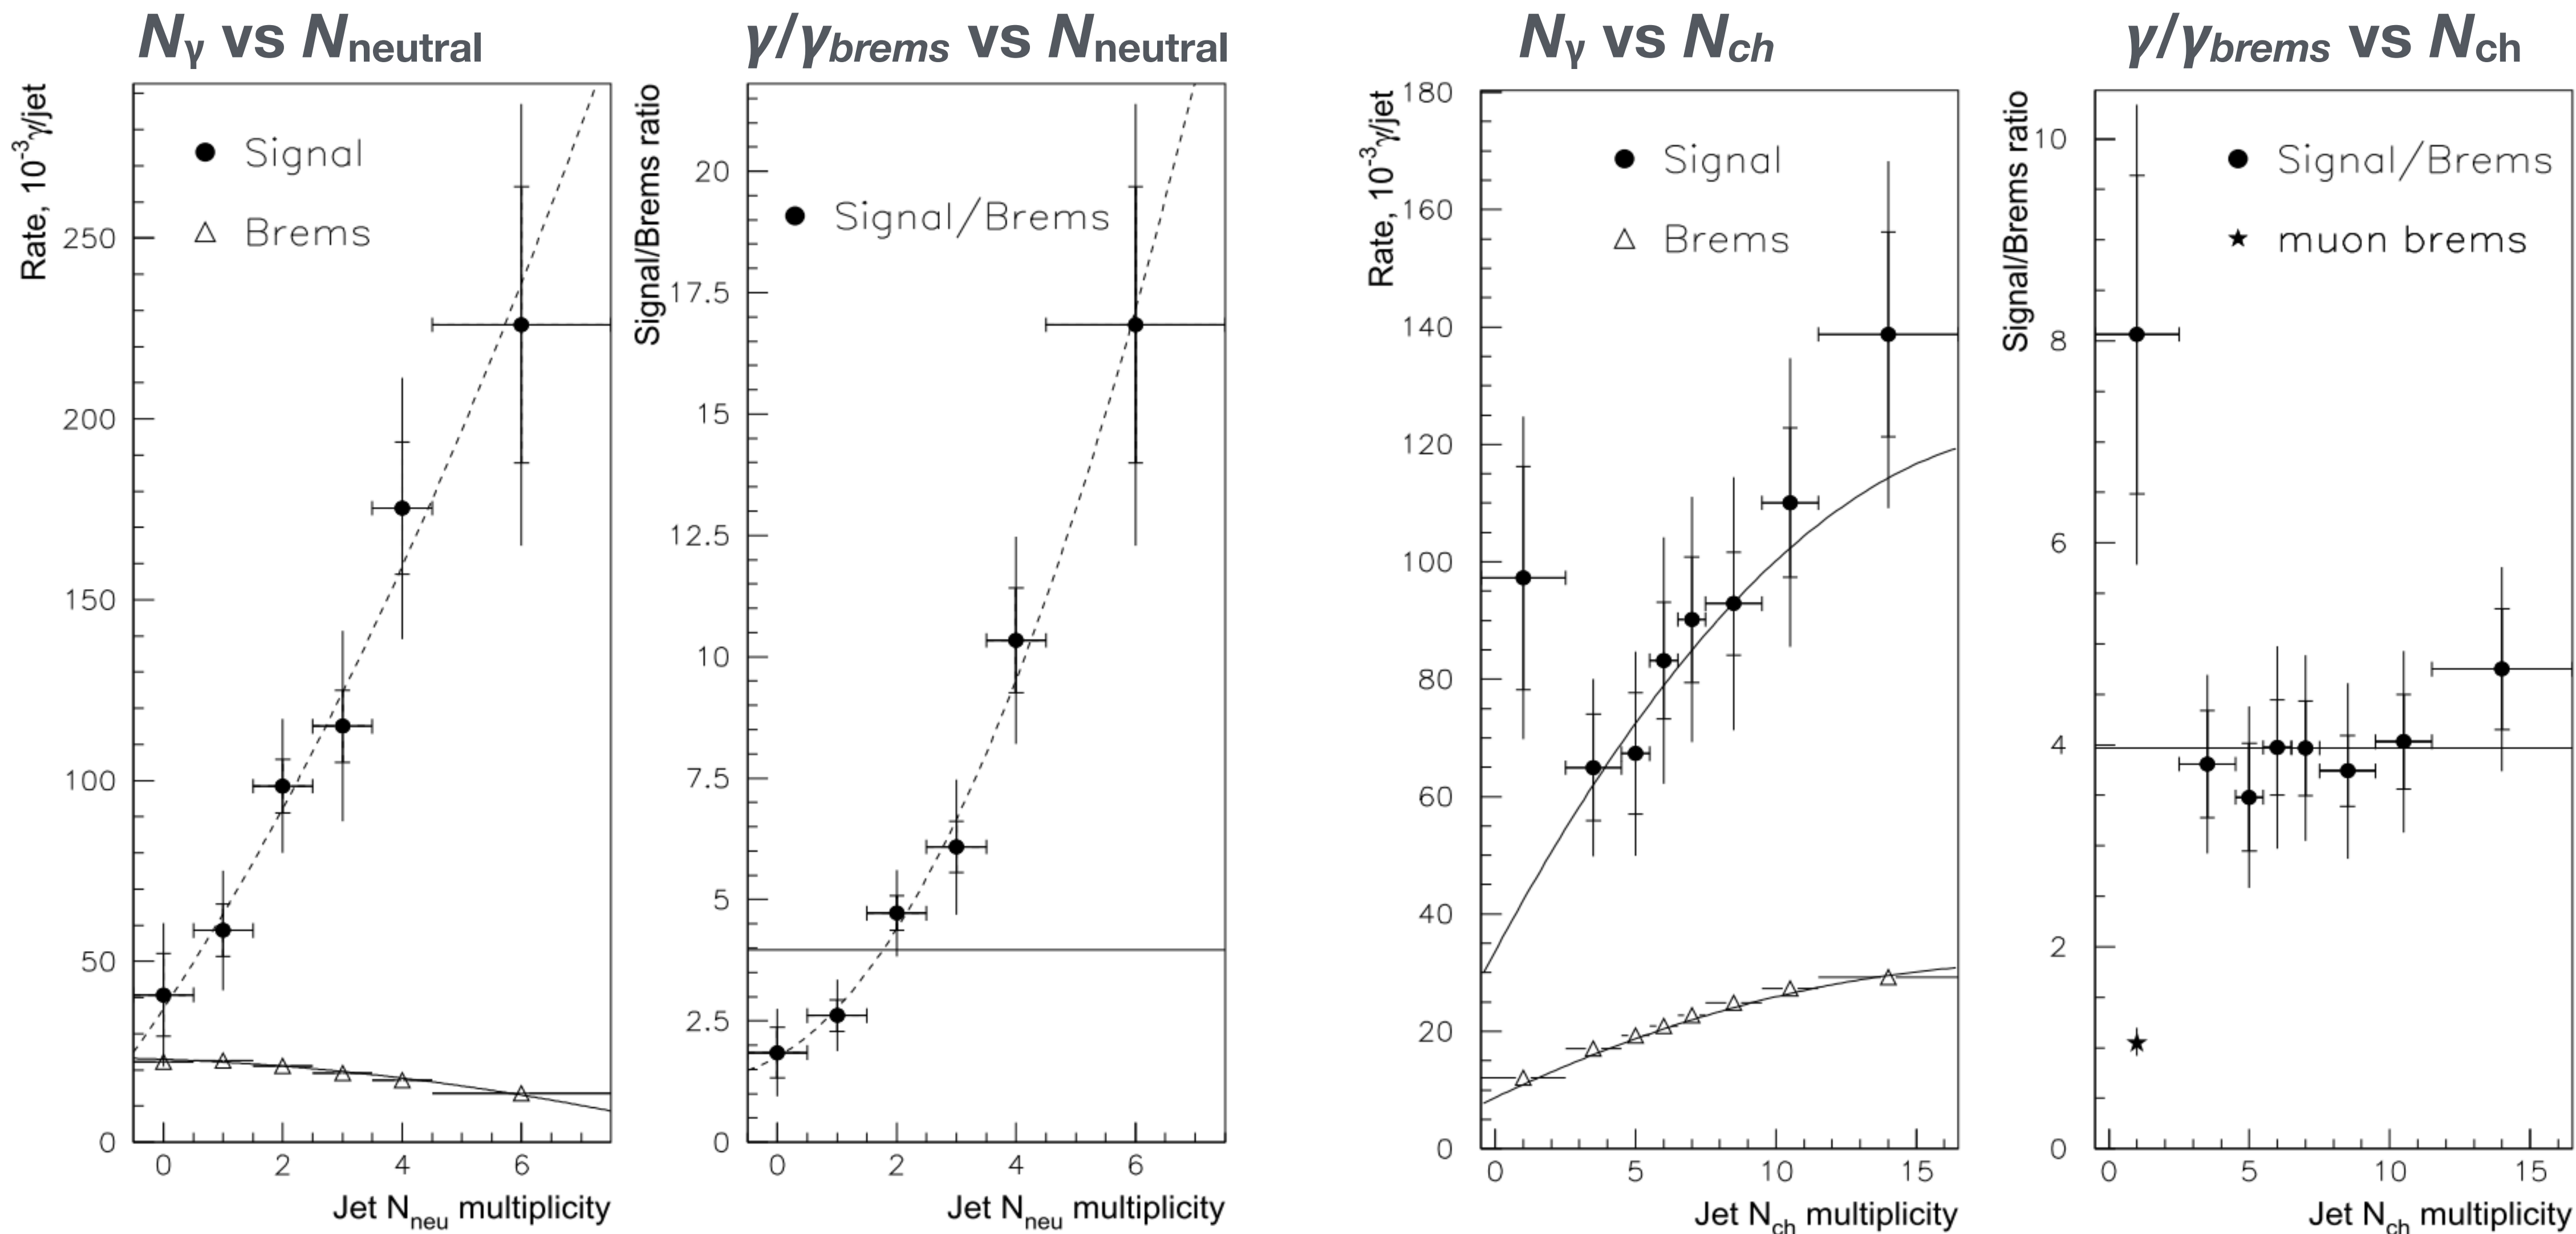 Nγ vs Nneutral
Rate, 10-3γ/jet
Signal
Brems
250
200
150
100
50
0
0 2 4 6
Jet Nneu multiplicity
γ/γbrems vs Nneutral
Signal/Brems ratio
Signal/Brems
20
17.5
15
12.5
10
7.5
5
2.5
0
0 2 4 6
Jet Nneu multiplicity
Nγ vs Nch
Rate, 10-3γ/jet
Signal
Brems
180
160
140
120
100
80
60
40
20
0
0 5 10 15
Jet Nch multiplicity
γ/γbrems vs Nch
Signal/Brems ratio
Signal/Brems
muon brems
10
8
6
4
2
0
0 5 10 15
Jet Nch multiplicity